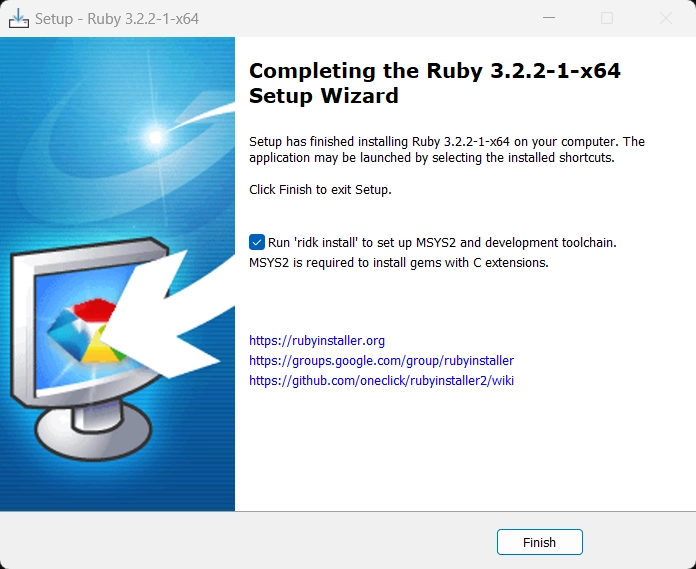 Setup - Ruby 3.2.2-1-x64
Completing the Ruby 3.2.2-1-x64
Setup Wizard
Setup has finished installing Ruby 3.2.2-1-x64 on your computer. The
application may be launched by selecting the installed shortcuts.
Click Finish to exit Setup.
Run 'ridk install' to set up MSYS2 and development toolchain.
MSYS2 is required to install gems with C extensions.
https://rubyinstaller.org
https://groups.google.com/group/rubyinstaller
https://github.com/oneclick/rubyinstaller2/wiki
Finish